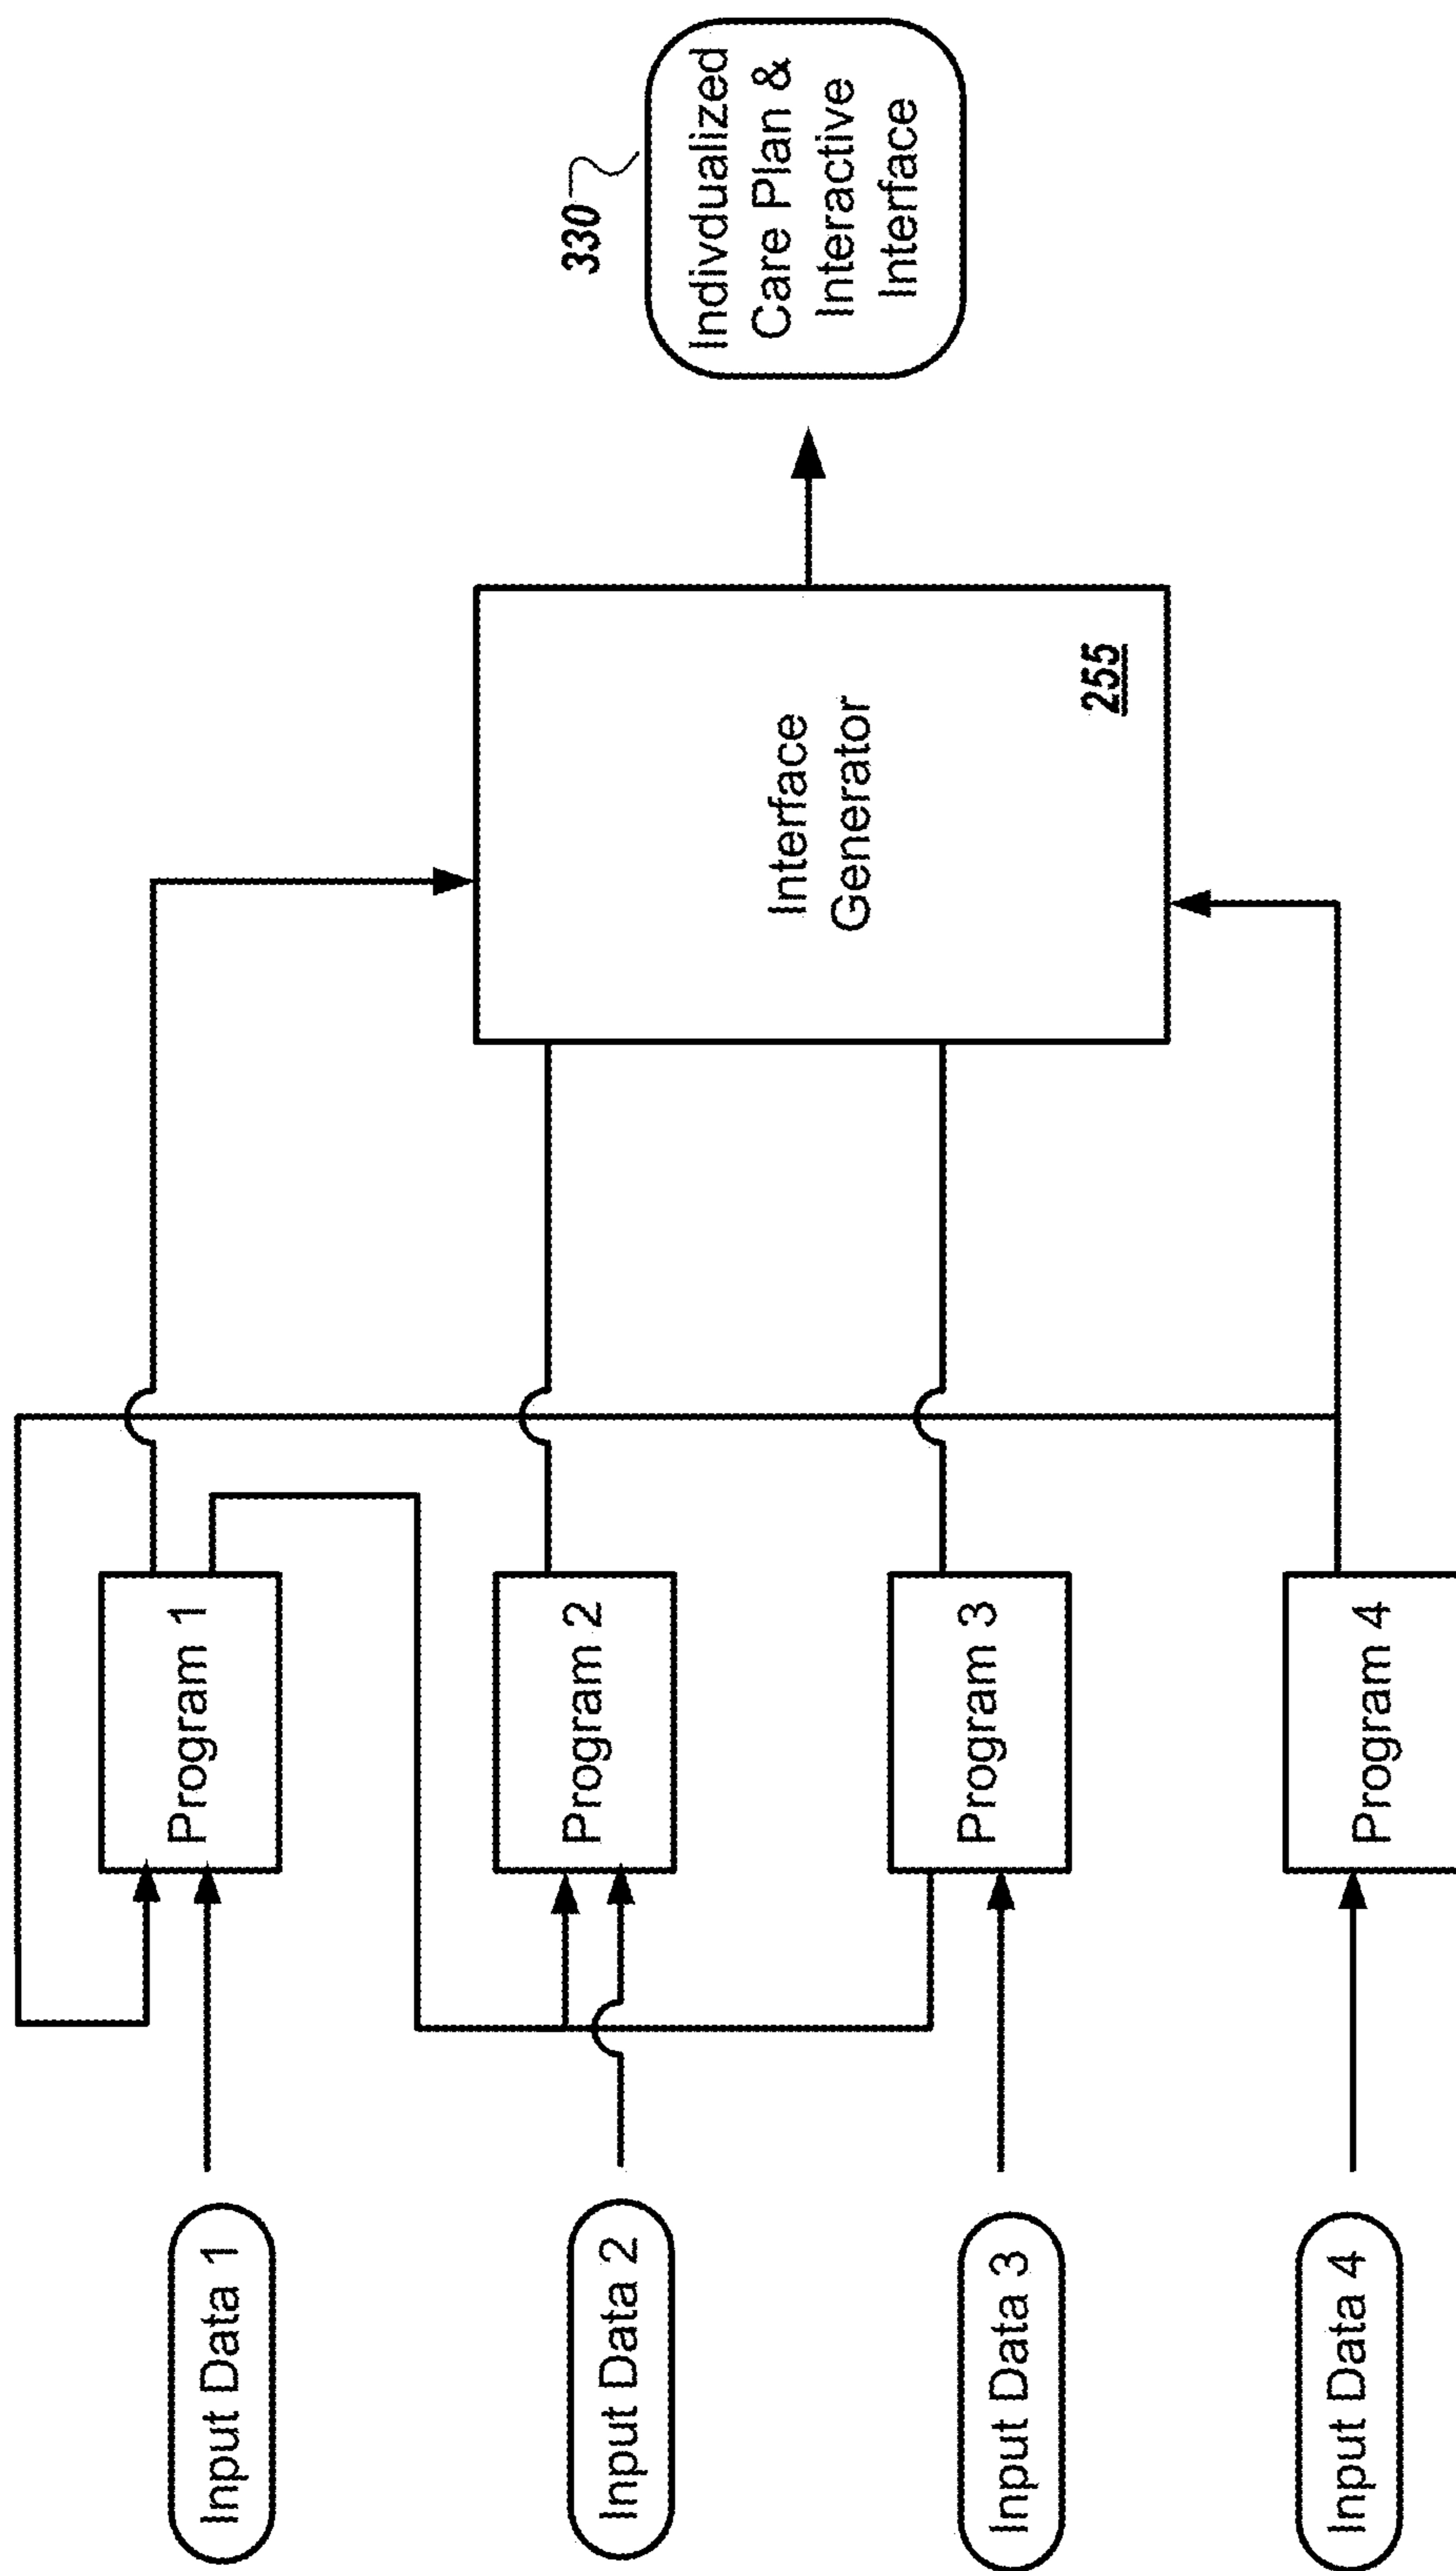 Input Data 1
Input Data 2
Input Data 3
Input Data 4
Program 1
Program 2
Program 3
Program 4
Interface
Generator
255
330
Indivdualized
Care Plan &
Interactive
Interface